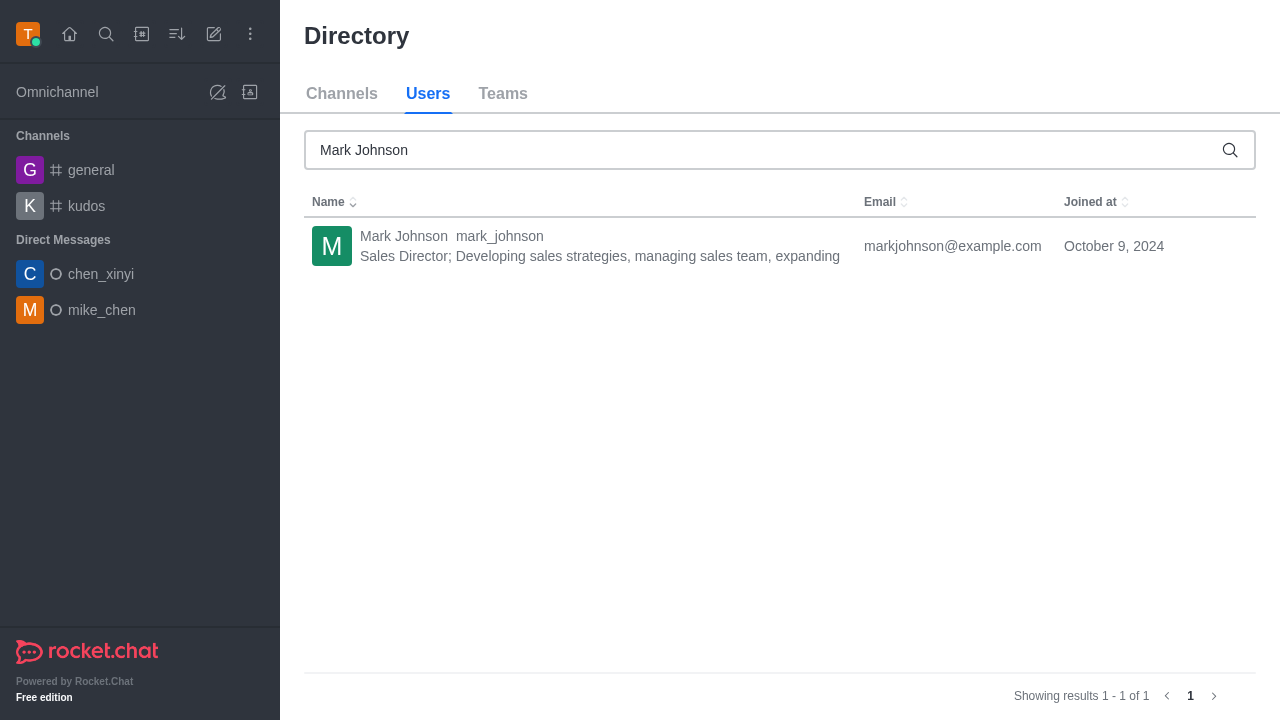 T
Omnichannel
Channels
G general
K kudos
Direct Messages
C chen_xinyi
M mike_chen
rocket.chat
Powered by Rocket.Chat
Free edition
Directory
Channels Users Teams
Mark Johnson
Name Email Joined at
M
Mark Johnson mark_johnson
Sales Director; Developing sales strategies, managing sales team, expanding
markjohnson@example.com
October 9, 2024
Showing results 1 - 1 of 1 1